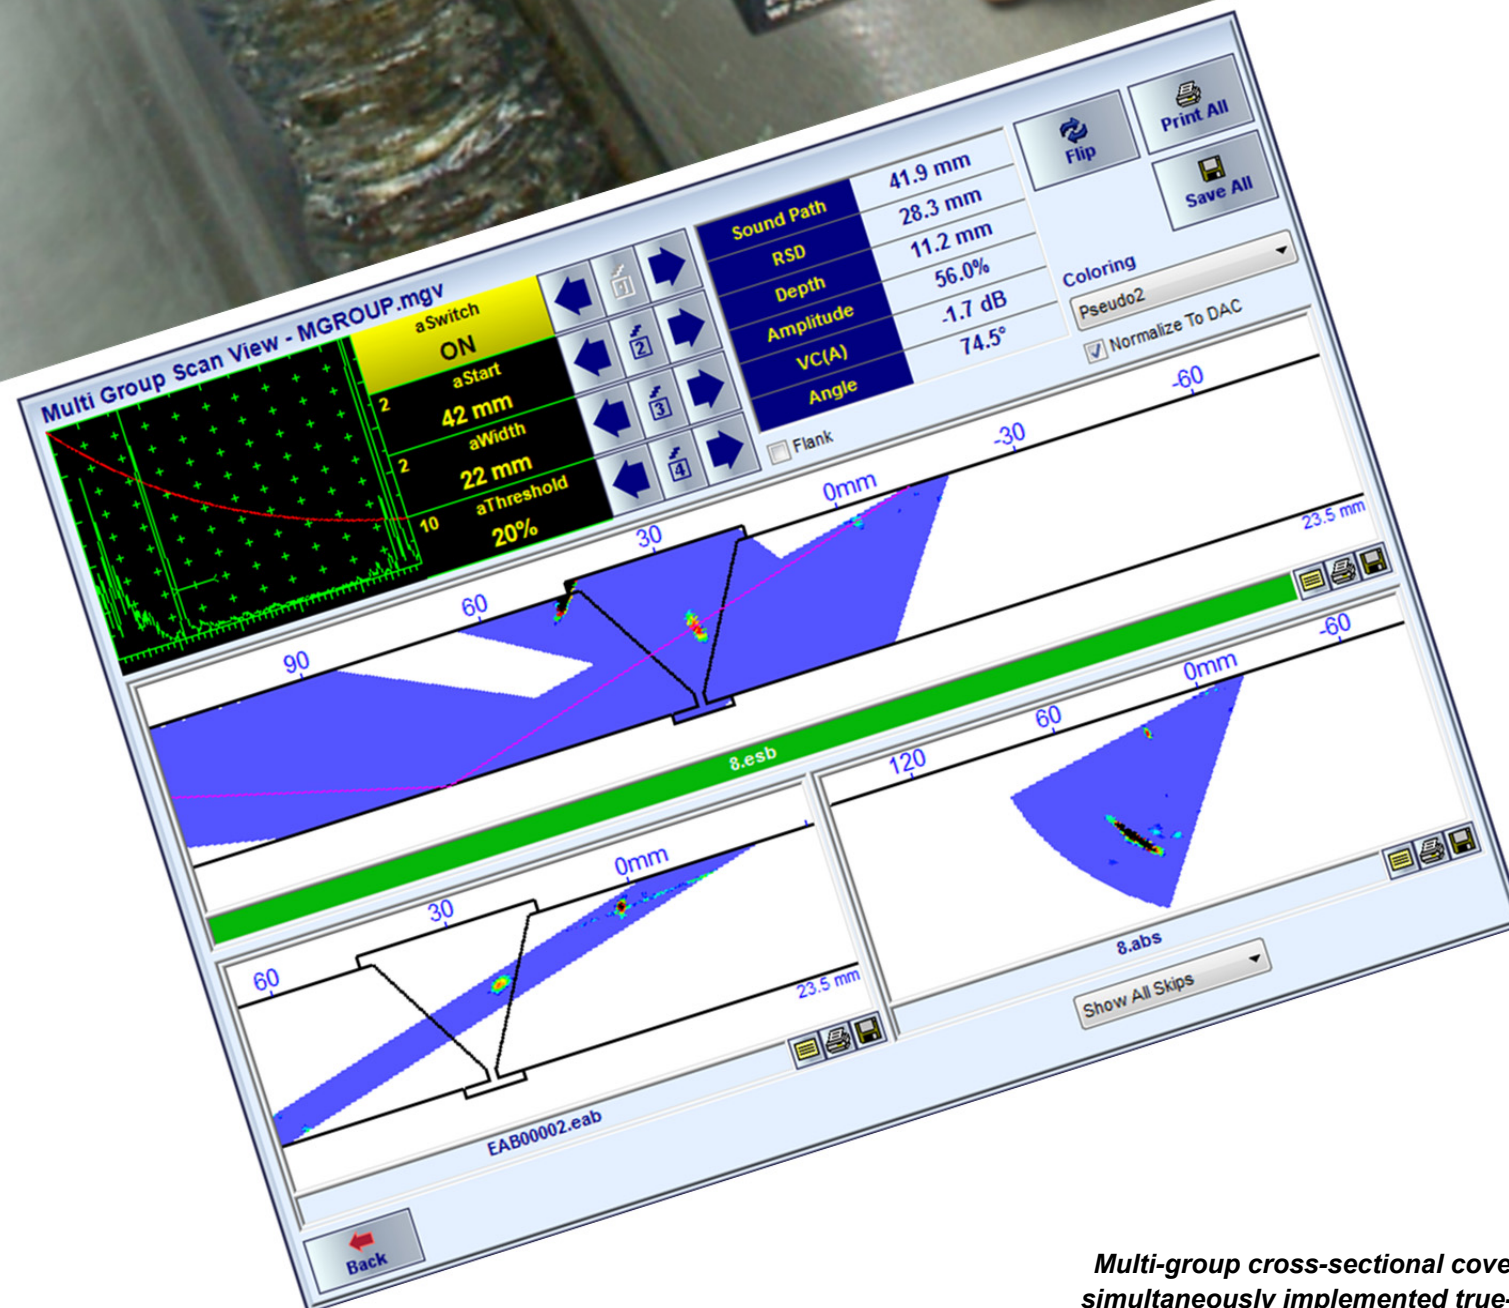 Multi Group Scan View - MGROUP.mgv
aSwitch
ON
2
aStart
42 mm
2
aWidth
22 mm
10
aThreshold
20%
1
2
3
4
Sound Path 41.9 mm
RSD 28.3 mm
Depth 11.2 mm
Amplitude 56.0%
VC(A) -1.7 dB
Angle 74.5°
Flip
Print All
Save All
Coloring
Pseudo2
Normalize To DAC
Flank
90 60 30 0mm -30 -60
23.5 mm
8.esb
60 30 0mm
23.5 mm
EAB00002.eab
120 60 0mm -60
8.abs
Show All Skips
Back
Multi-group cross-sectional cove
simultaneously implemented true-